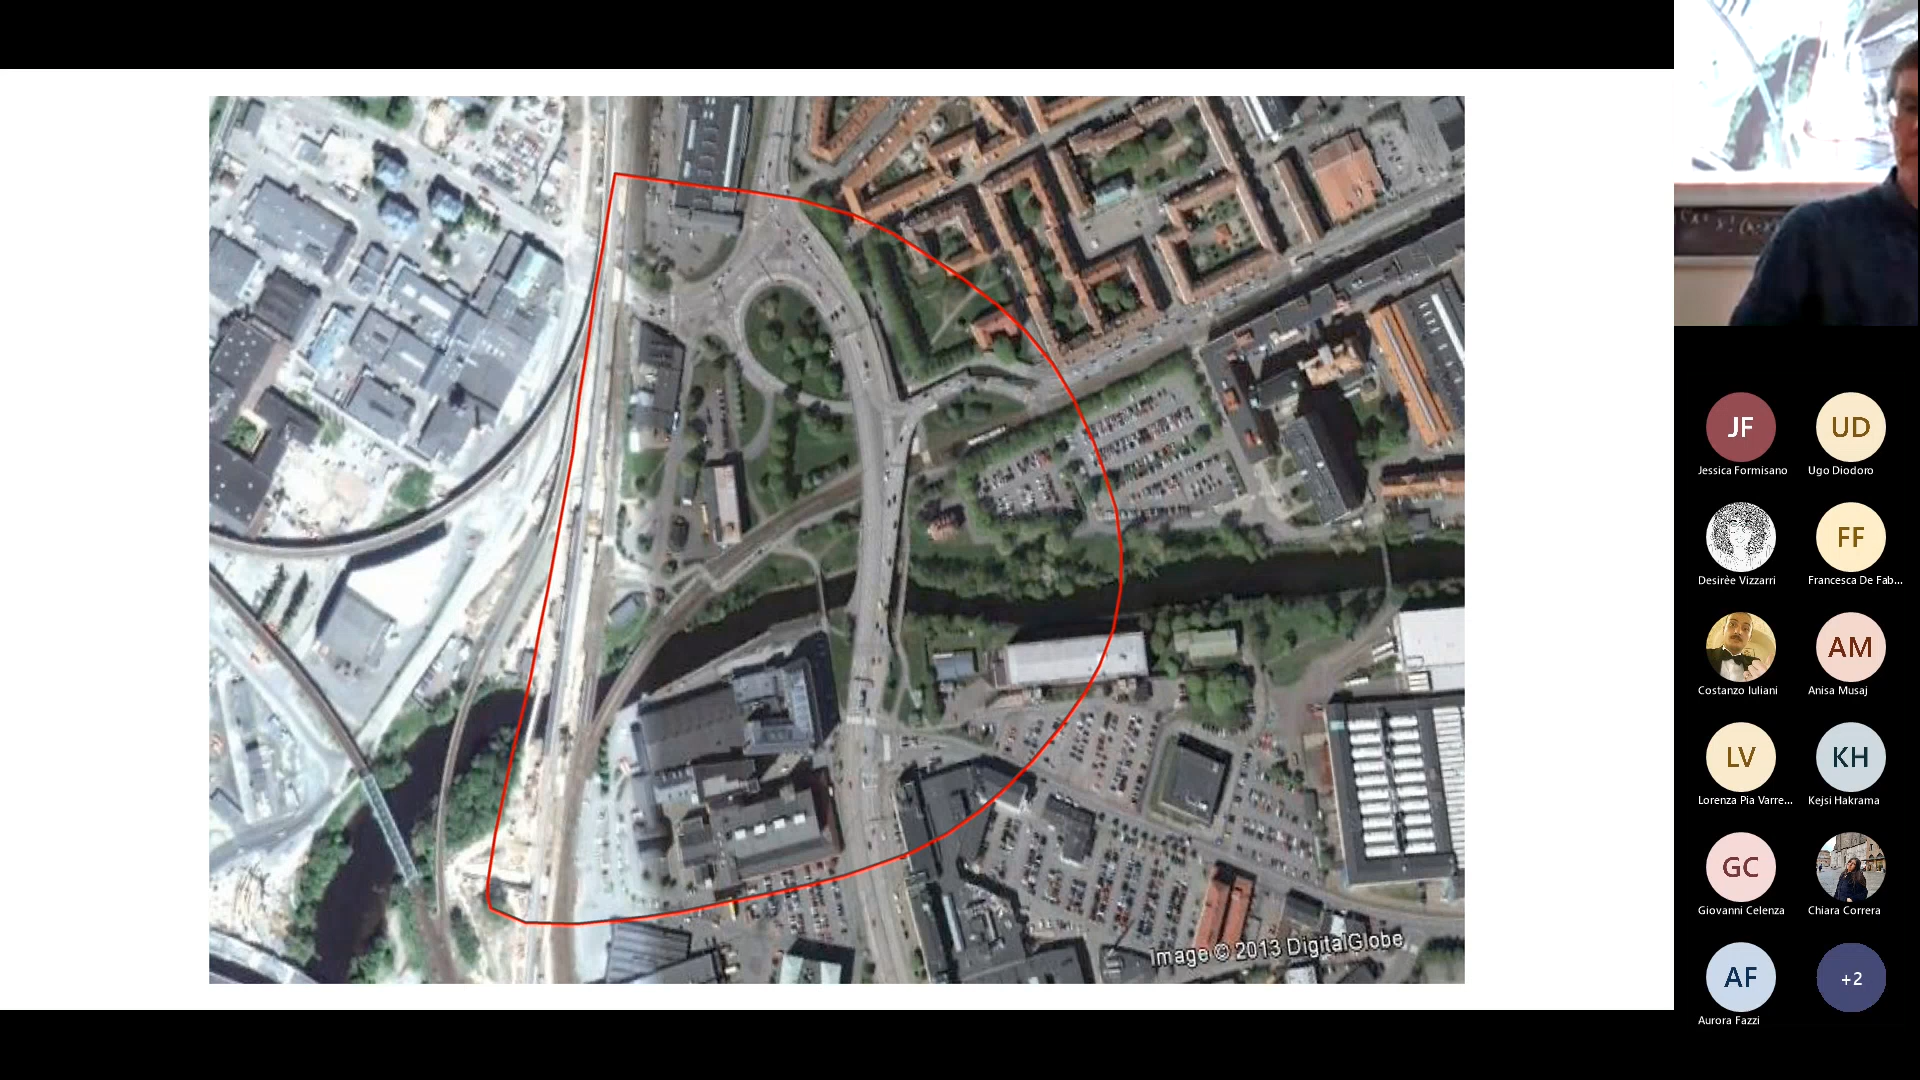 Image © 2013 DigitalGlobe
JF
Jessica Formisano
UD
Ugo Diodoro
Desirèe Vizzarri
FF
Francesca De Fab...
Costanzo Iuliani
AM
Anisa Musaj
LV
Lorenza Pia Varre...
KH
Kejsi Hakrama
GC
Giovanni Celenza
Chiara Correra
AF
Aurora Fazzi
+2